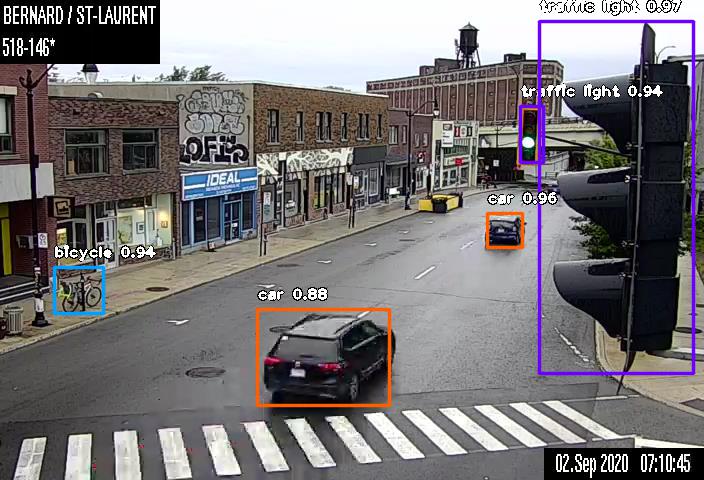 BERNARD / ST-LAURENT
518-146*
traffic light 0.97
traffic light 0.94
IDEAL
car 0.96
bicycle 0.94
car 0.88
02.Sep 2020 07:10:45